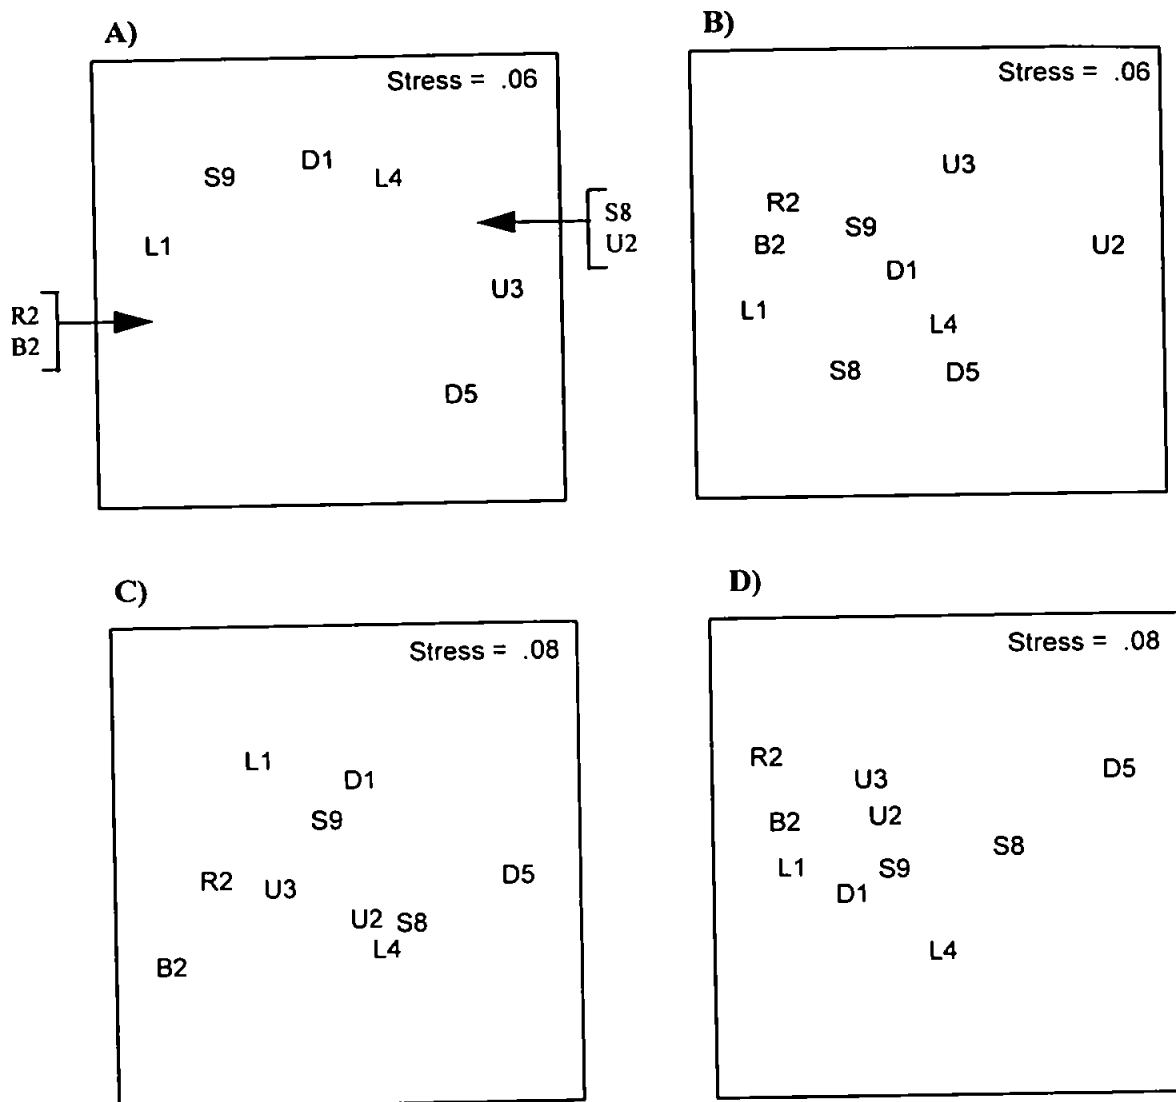 A)
Stress = .06
S9
D1
L4
S8
U2
L1
U3
R2
B2
D5
B)
Stress = .06
U3
R2
S9
B2
U2
D1
L1
L4
S8
D5
C)
Stress = .08
L1
D1
S9
R2
U3
D5
U2
S8
L4
B2
D)
Stress = .08
R2
U3
D5
B2
U2
S8
L1
S9
D1
L4